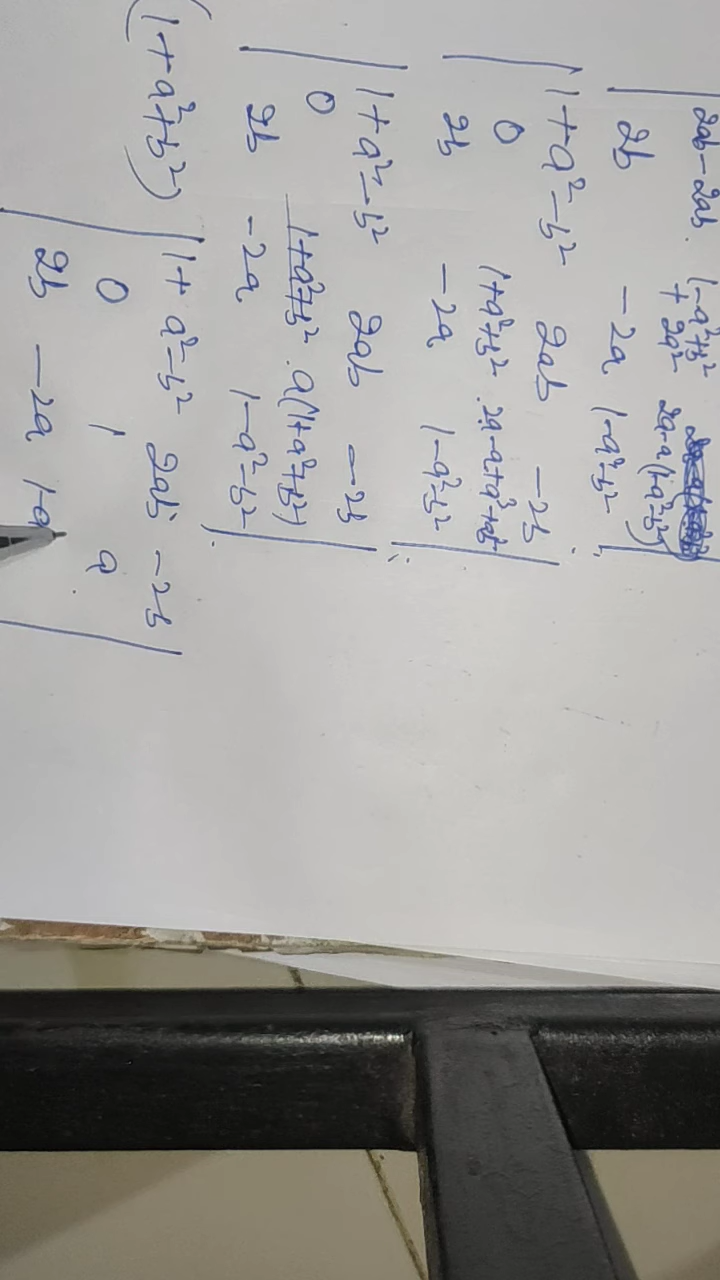 2ab-2ab. 1-a²+b² + 2a² 2a-a(1-a²-b²)
2b -2a 1-a²-b²
1+a²-b² 2ab -2b
0 1+a²+b² 2a-a+a³+ab²
2b -2a 1-a²-b²
1+a²-b² 2ab -2b
0 1+a²+b² a(1+a²+b²)
2b -2a 1-a²-b²
(1+a²+b²) 1+a²-b² 2ab -2b
0 1 a
2b -2a 1-a